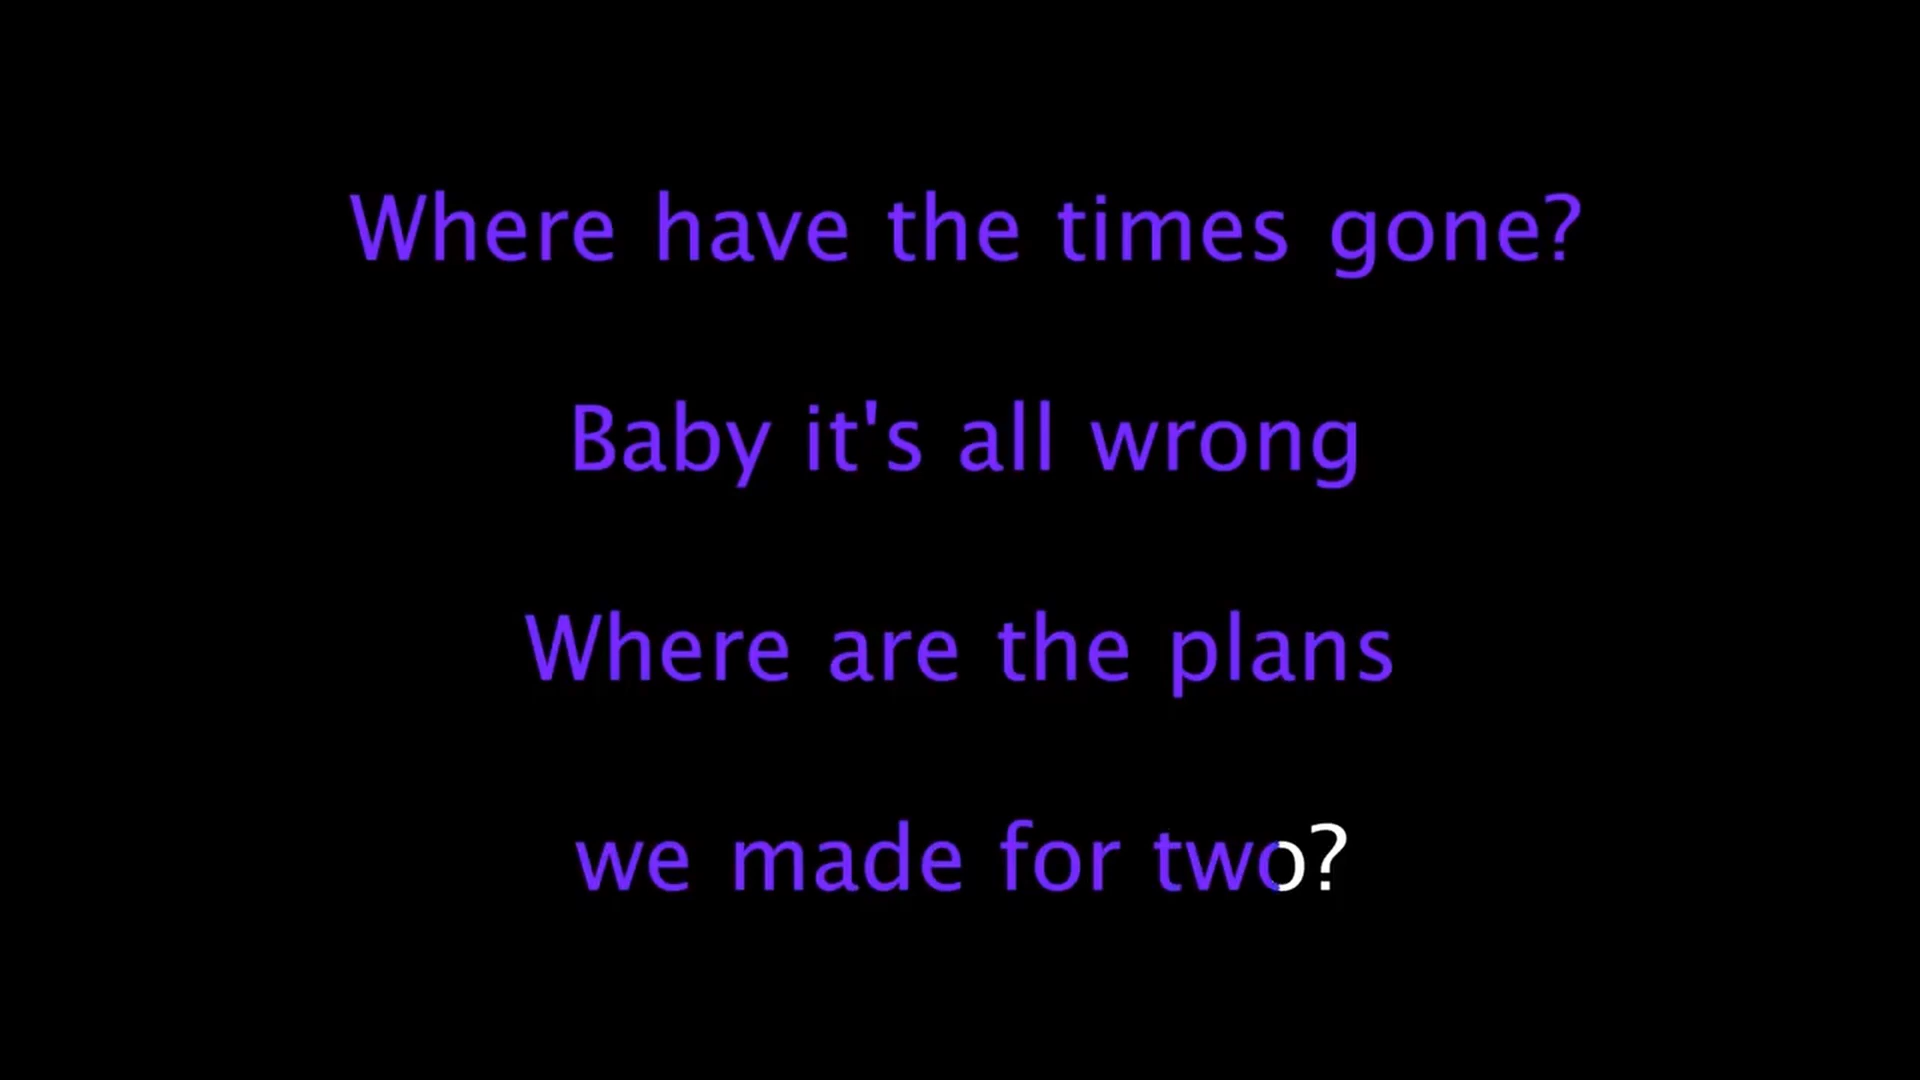 Where have the times gone?
Baby it's all wrong
Where are the plans
we made for two?